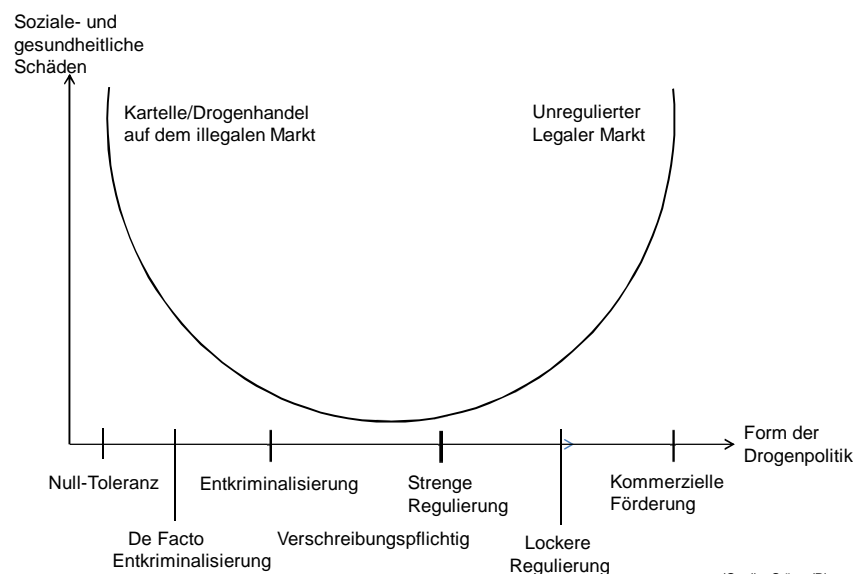 Soziale- und
gesundheitliche
Schäden
Kartelle/Drogenhandel
auf dem illegalen Markt
Unregulierter
Legaler Markt
Form der
Drogenpolitik
Null-Toleranz
Entkriminalisierung
Strenge
Regulierung
Kommerzielle
Förderung
De Facto
Entkriminalisierung
Verschreibungspflichtig
Lockere
Regulierung